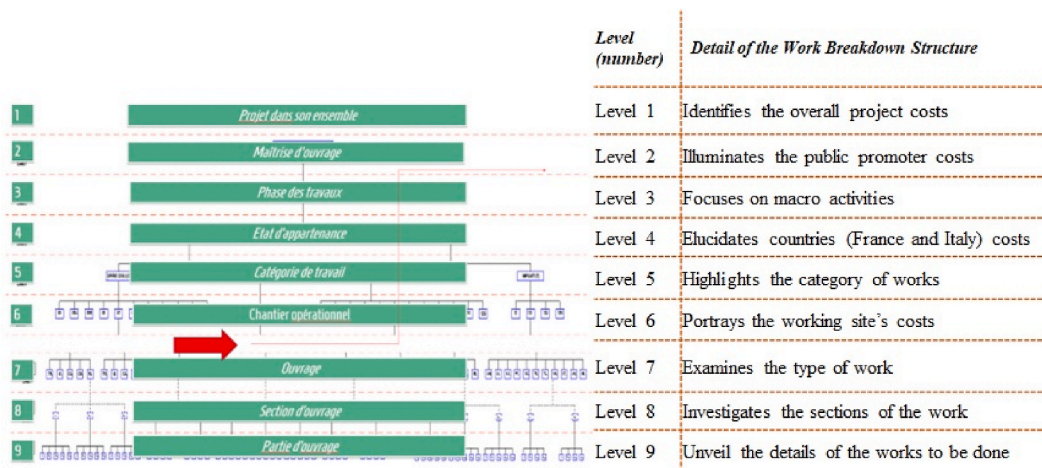 Level (number) Detail of the Work Breakdown Structure
1 Projet dans son ensemble Level 1 Identifies the overall project costs
2 Maîtrise d'ouvrage Level 2 Illuminates the public promoter costs
3 Phase des travaux Level 3 Focuses on macro activities
4 Etat d'appartenance Level 4 Elucidates countries (France and Italy) costs
5 Catégorie de travail Level 5 Highlights the category of works
6 Chantier opérationnel Level 6 Portrays the working site's costs
7 Ouvrage Level 7 Examines the type of work
8 Section d'ouvrage Level 8 Investigates the sections of the work
9 Partie d'ouvrage Level 9 Unveil the details of the works to be done